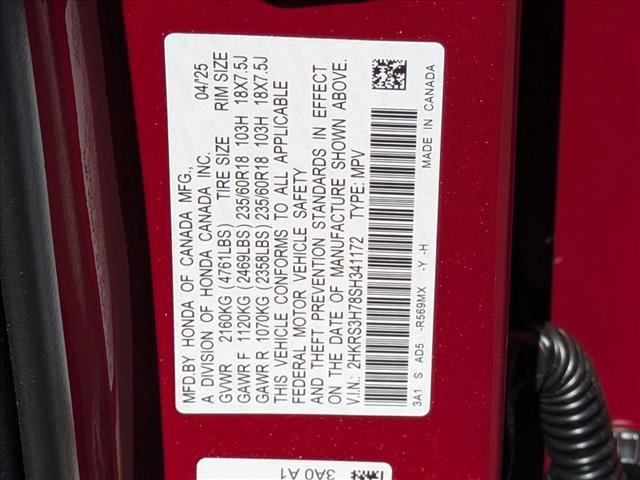 MFD.BY HONDA OF CANADA MFG., 04/'25
A DIVISION OF HONDA CANADA INC.
TIRE SIZE RIM SIZE
GVWR 2160KG (4761LBS)
GAWR F 1120KG (2469LBS) 235/60R18 103H 18X7.5J
GAWR R 1070KG (2358LBS) 235/60R18 103H 18X7.5J
THIS VEHICLE CONFORMS TO ALL APPLICABLE
FEDERAL MOTOR VEHICLE SAFETY
AND THEFT PREVENTION STANDARDS IN EFFECT
ON THE DATE OF MANUFACTURE SHOWN ABOVE.
V.I.N: 2HKRS3H78SH341172 TYPE: MPV
3A1 S AD5 -R569MX -Y -H MADE IN CANADA
3A0 A1